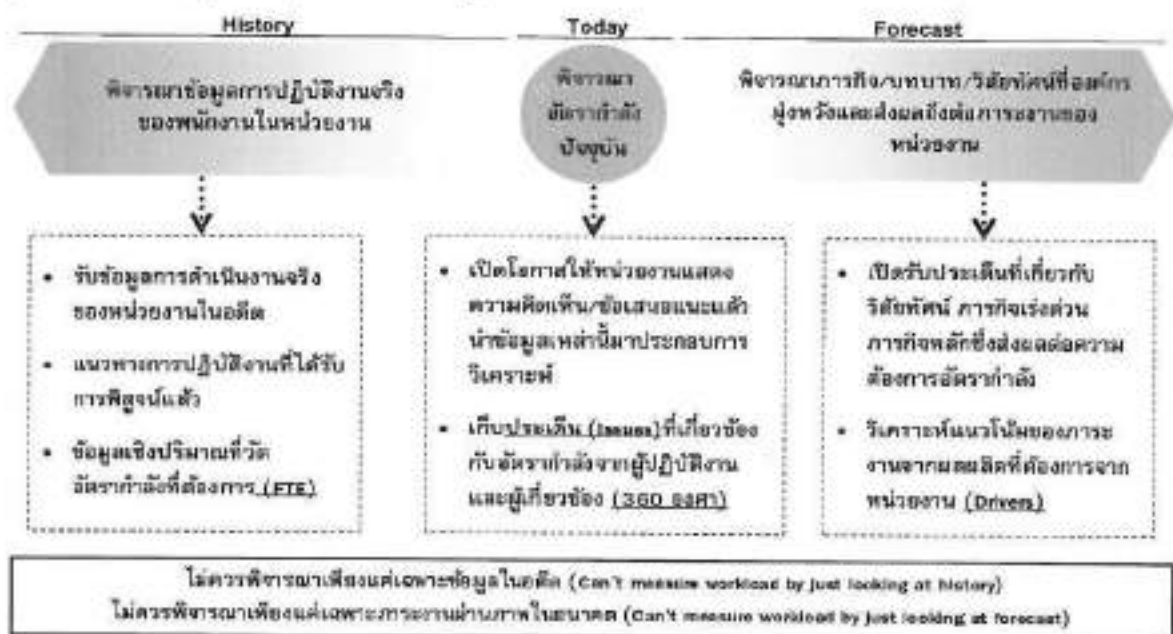 History
Today
Forecast
พิจารณาข้อมูลการปฏิบัติงานจริง
ของพนักงานในหน่วยงาน
พิจารณา
อัตรากำลัง
ปัจจุบัน
พิจารณาภารกิจ/บทบาท/วิสัยทัศน์ที่องค์กร
มุ่งหวังและส่งผลถึงต่อภาระงานของ
หน่วยงาน
• รับข้อมูลการดำเนินงานจริง
ของหน่วยงานในอดีต
• แนวทางการปฏิบัติงานที่ได้รับ
การพิสูจน์แล้ว
• ข้อมูลเชิงปริมาณที่วัด
อัตรากำลังที่ต้องการ (FTE)
• เปิดโอกาสให้หน่วยงานแสดง
ความคิดเห็น/ข้อเสนอแนะแล้ว
นำข้อมูลเหล่านี้มาประกอบการ
วิเคราะห์
• เก็บประเด็น (Issues) ที่เกี่ยวข้อง
กับอัตรากำลังจากผู้ปฏิบัติงาน
และผู้เกี่ยวข้อง (360 องศา)
• เปิดรับประเด็นที่เกี่ยวกับ
วิสัยทัศน์ ภารกิจเร่งด่วน
ภารกิจหลักซึ่งส่งผลต่อความ
ต้องการอัตรากำลัง
• วิเคราะห์แนวโน้มของภาระ
งานจากผลผลิตที่ต้องการจาก
หน่วยงาน (Drivers)
ไม่ควรพิจารณาเพียงแต่เฉพาะข้อมูลในอดีต (Can't measure workload by just looking at history)
ไม่ควรพิจารณาเพียงแต่เฉพาะภาระงานผ่านภาพในอนาคต (Can't measure workload by just looking at forecast)